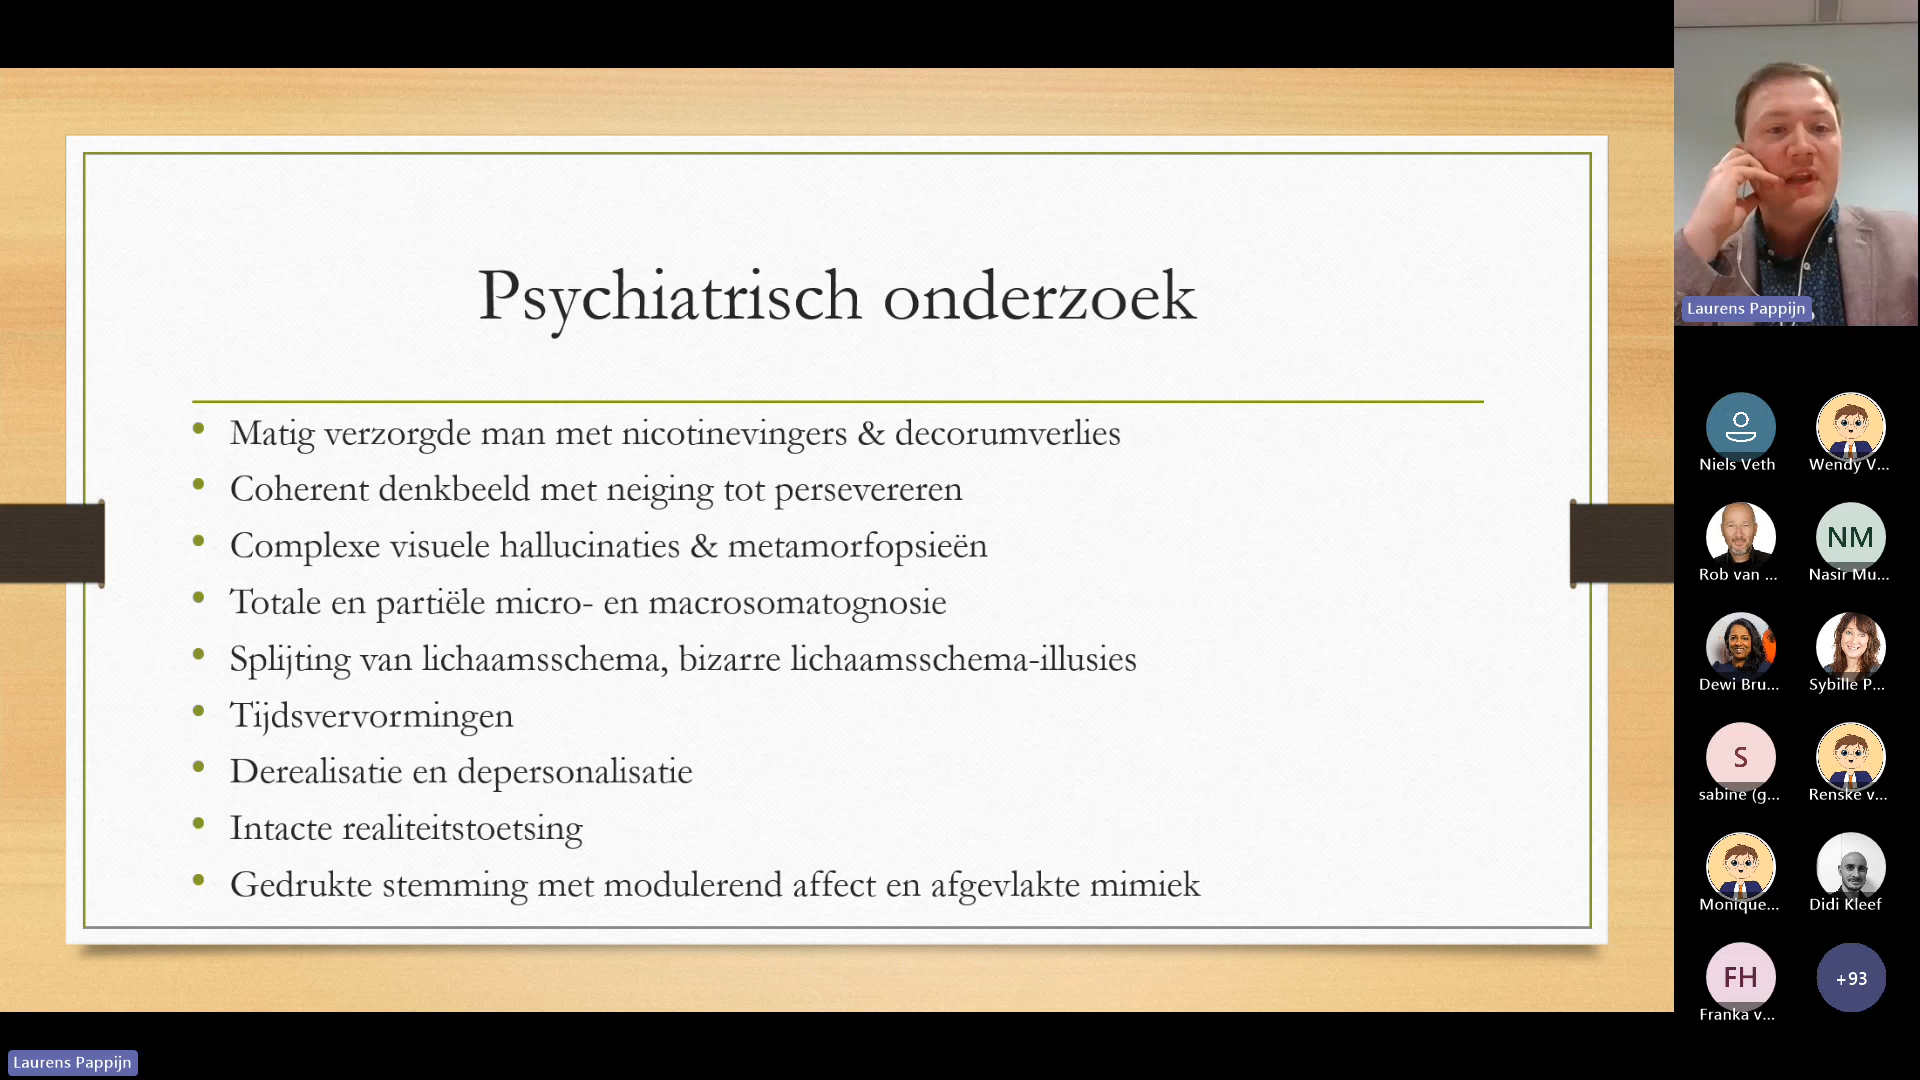 Psychiatrisch onderzoek
• Matig verzorgde man met nicotinevingers & decorumverlies
• Coherent denkbeeld met neiging tot persevereren
• Complexe visuele hallucinaties & metamorfopsieën
• Totale en partiële micro- en macrosomatognosie
• Splijting van lichaamsschema, bizarre lichaamsschema-illusies
• Tijdsvervormingen
• Derealisatie en depersonalisatie
• Intacte realiteitstoetsing
• Gedrukte stemming met modulerend affect en afgevlakte mimiek
Laurens Pappijn
Niels Veth
Wendy V...
Rob van ...
NM
Nasir Mu...
Dewi Bru...
Sybille P...
S
sabine (g...
Renske v...
Monique...
Didi Kleef
FH
Franka v...
+93
Laurens Pappijn